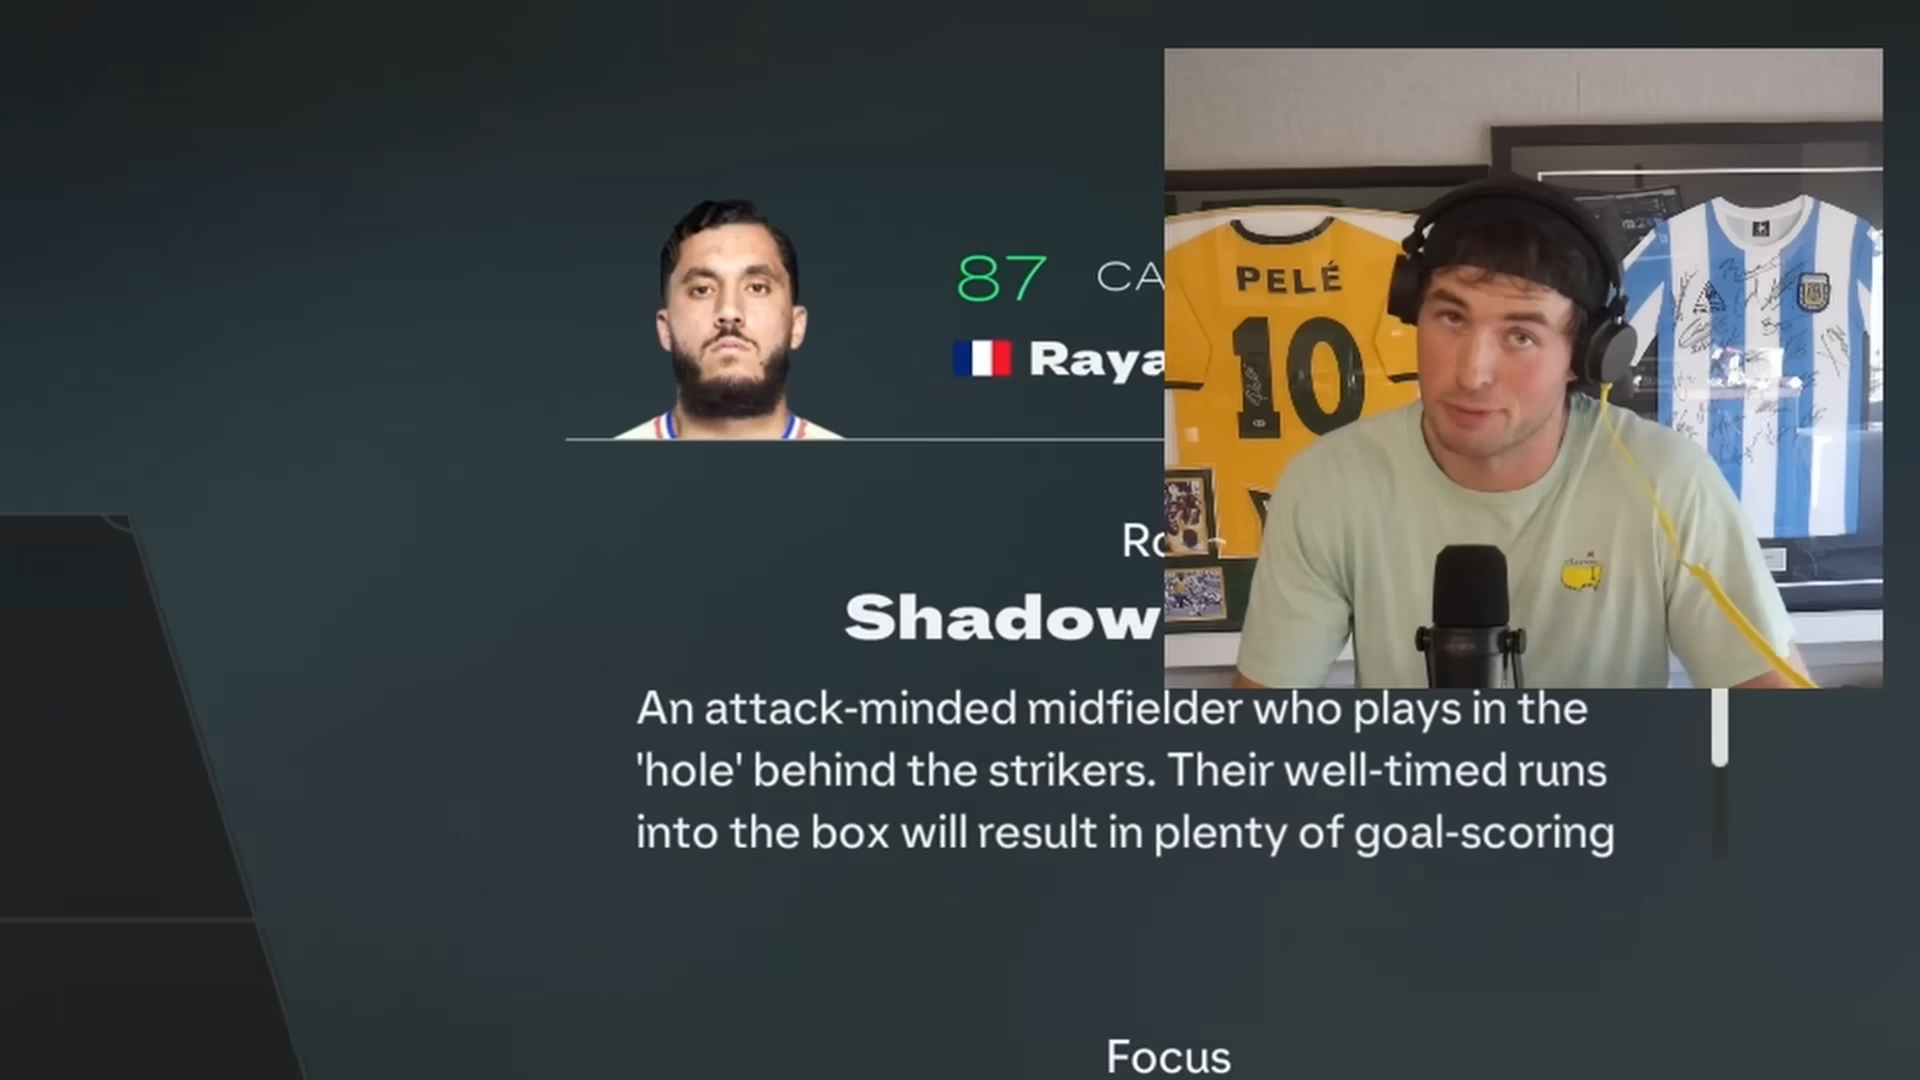 87 CA
Raya
PELÉ
10
Ro
Shadow
An attack-minded midfielder who plays in the
'hole' behind the strikers. Their well-timed runs
into the box will result in plenty of goal-scoring
Focus